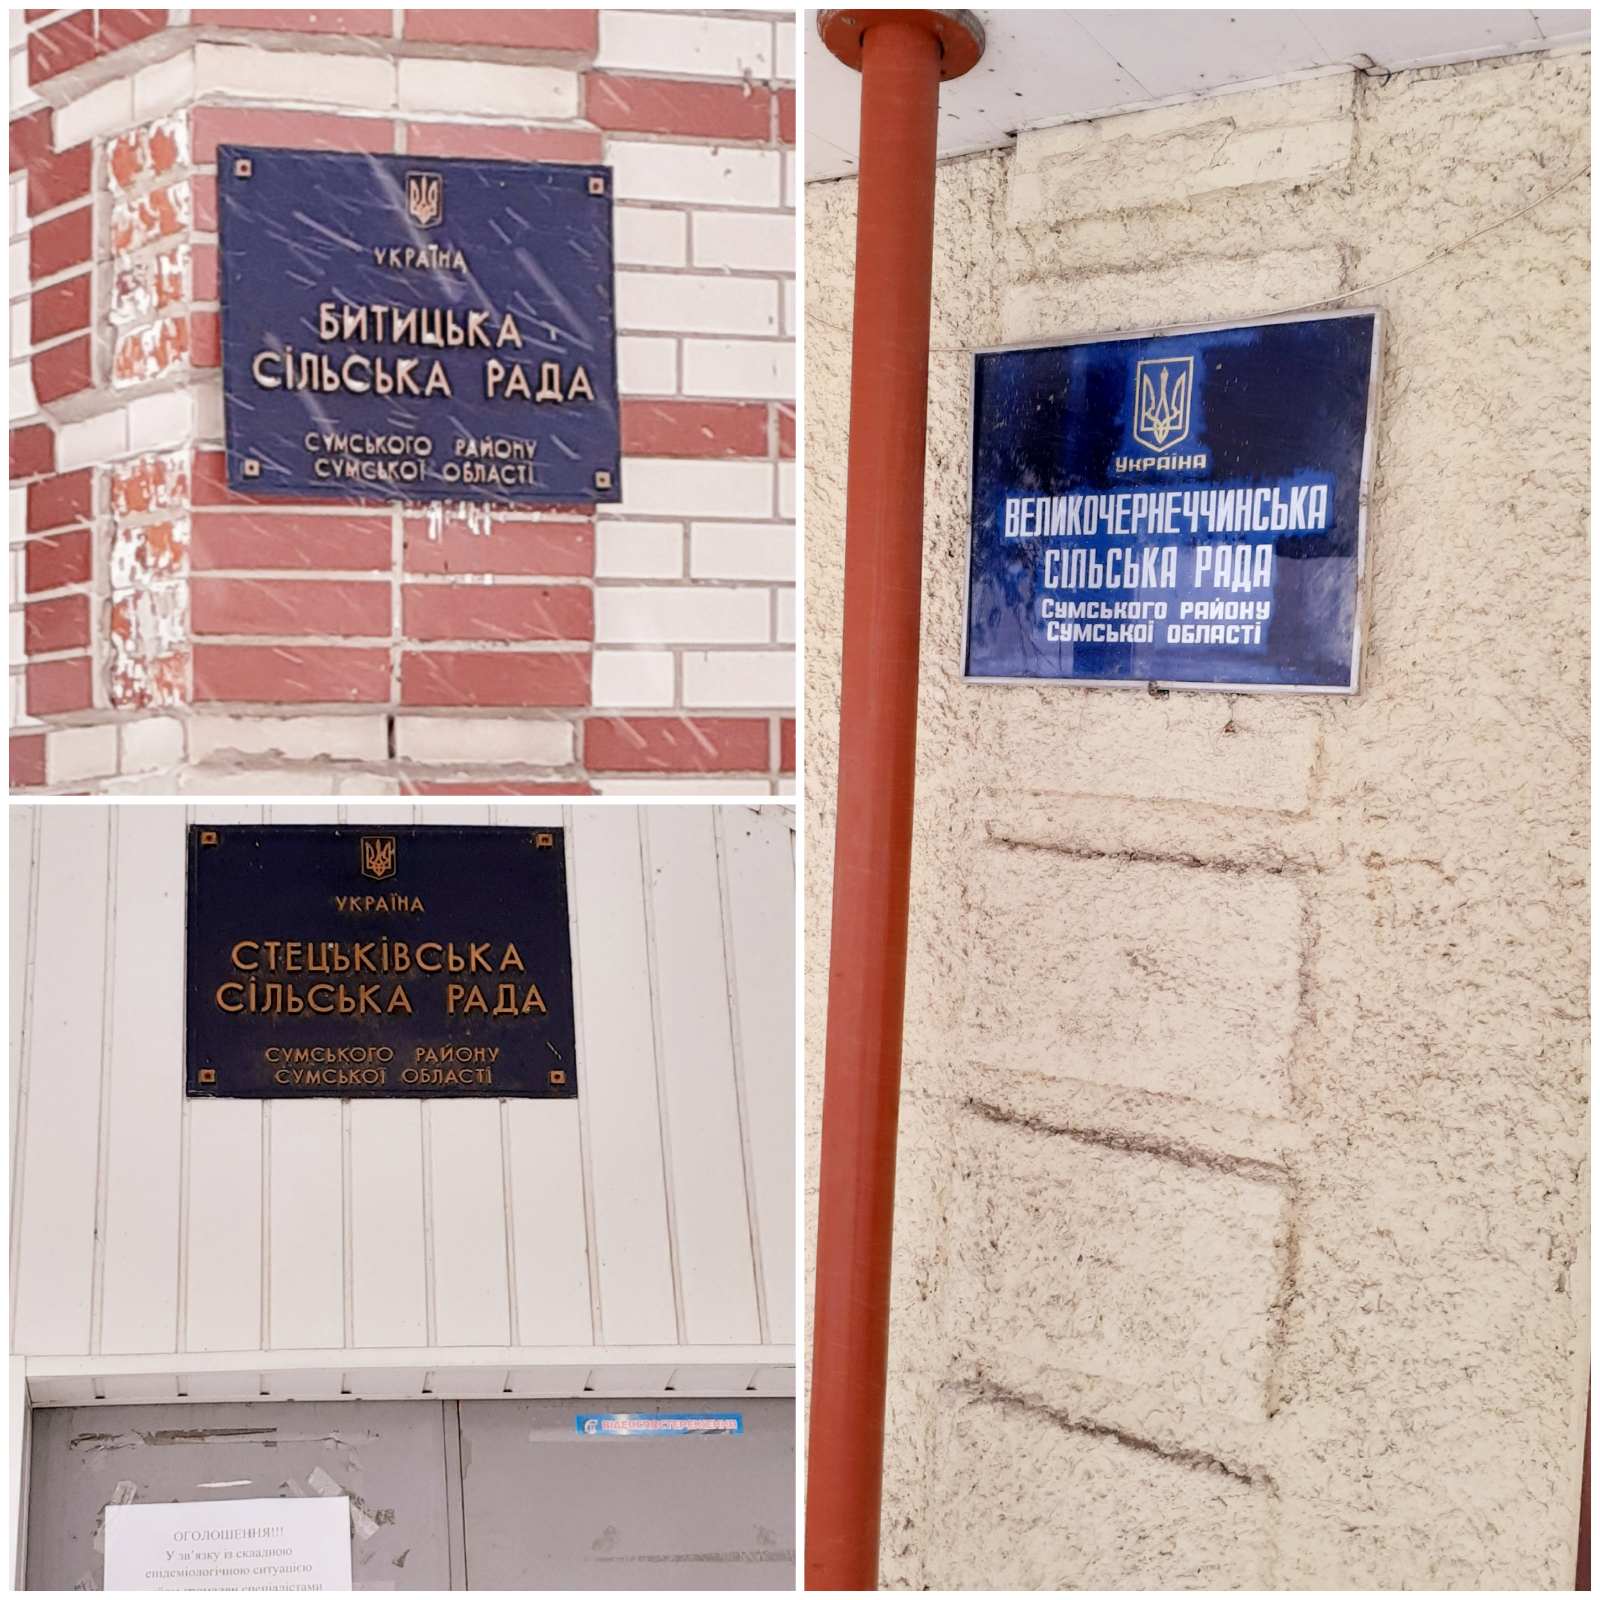 УКРАЇНА
БИТИЦЬКА
СІЛЬСЬКА РАДА
СУМСЬКОГО РАЙОНУ
СУМСЬКОЇ ОБЛАСТІ
УКРАЇНА
ВЕЛИКОЧЕРНЕЧЧИНСЬКА
СІЛЬСЬКА РАДА
СУМСЬКОГО РАЙОНУ
СУМСЬКОЇ ОБЛАСТІ
УКРАЇНА
СТЕЦЬКІВСЬКА
СІЛЬСЬКА РАДА
СУМСЬКОГО РАЙОНУ
СУМСЬКОЇ ОБЛАСТІ
ВІДЕОСПОСТЕРЕЖЕННЯ
ОГОЛОШЕННЯ!!!
У зв'язку із складною
епідеміологічною ситуацією
спеціалістами